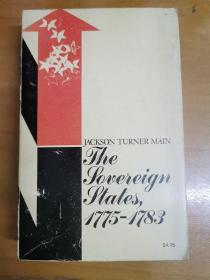 JACKSON TURNER MAIN
The
Sovereign
States,
1775-1783
$4.95